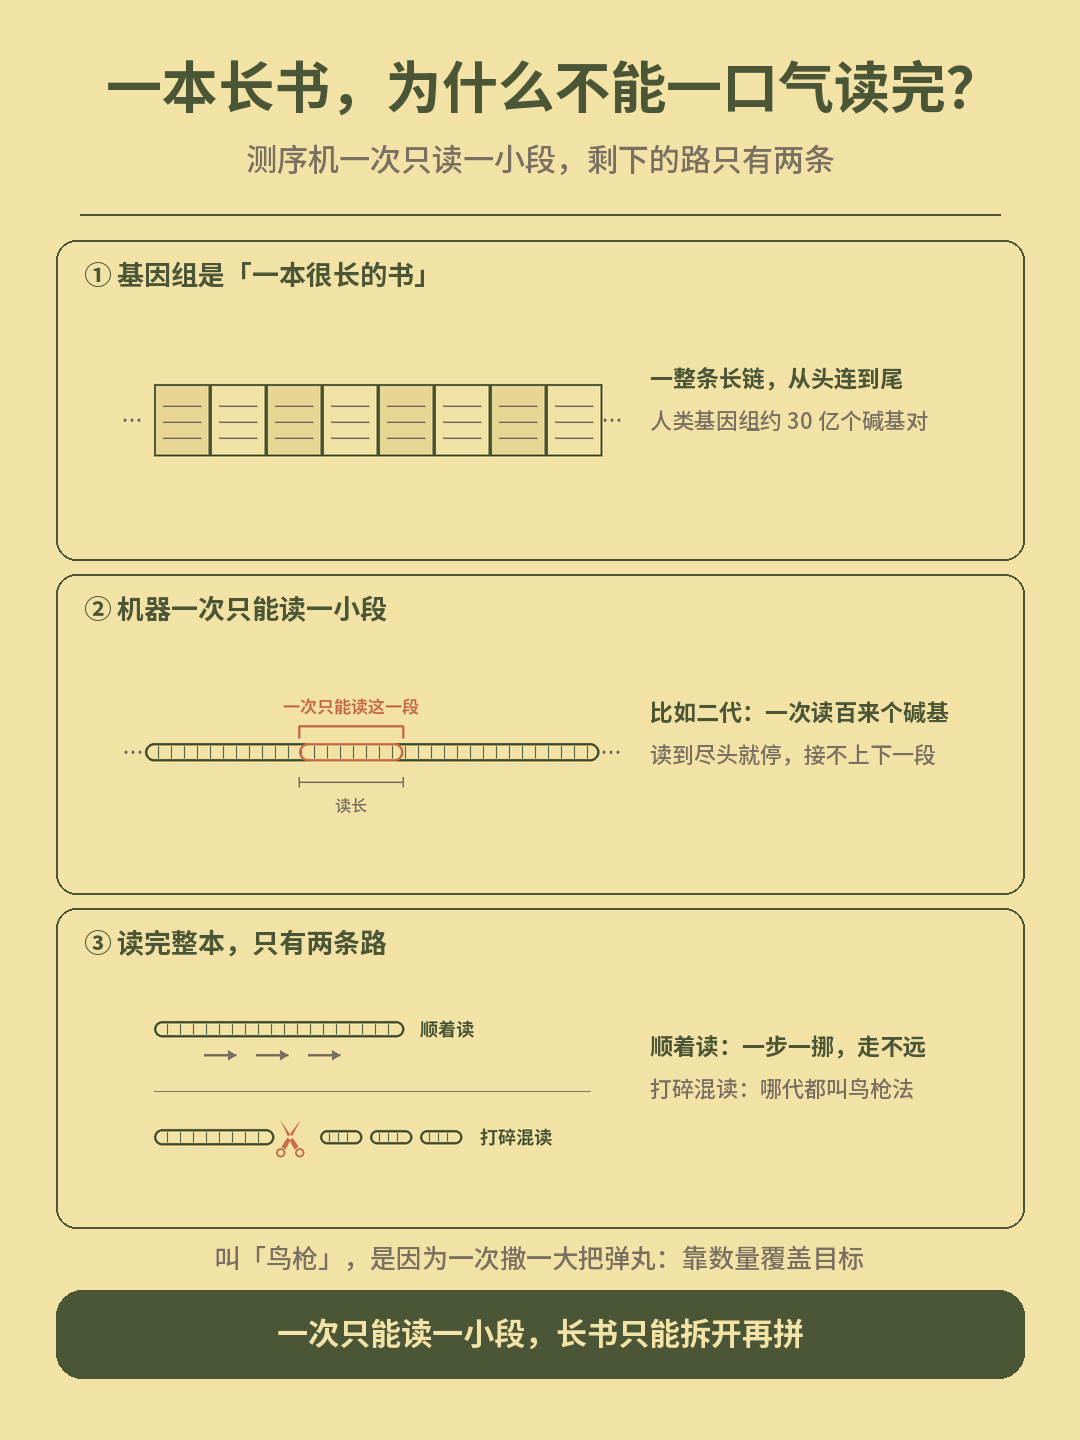 一本长书，为什么不能一口气读完？
测序机一次只读一小段，剩下的路只有两条
① 基因组是「一本很长的书」
一整条长链，从头连到尾
人类基因组约 30 亿个碱基对
② 机器一次只能读一小段
一次只能读这一段
读长
比如二代：一次读百来个碱基
读到尽头就停，接不上下一段
③ 读完整本，只有两条路
顺着读
打碎混读
顺着读：一步一挪，走不远
打碎混读：哪代都叫鸟枪法
叫「鸟枪」，是因为一次撒一大把弹丸：靠数量覆盖目标
一次只能读一小段，长书只能拆开再拼